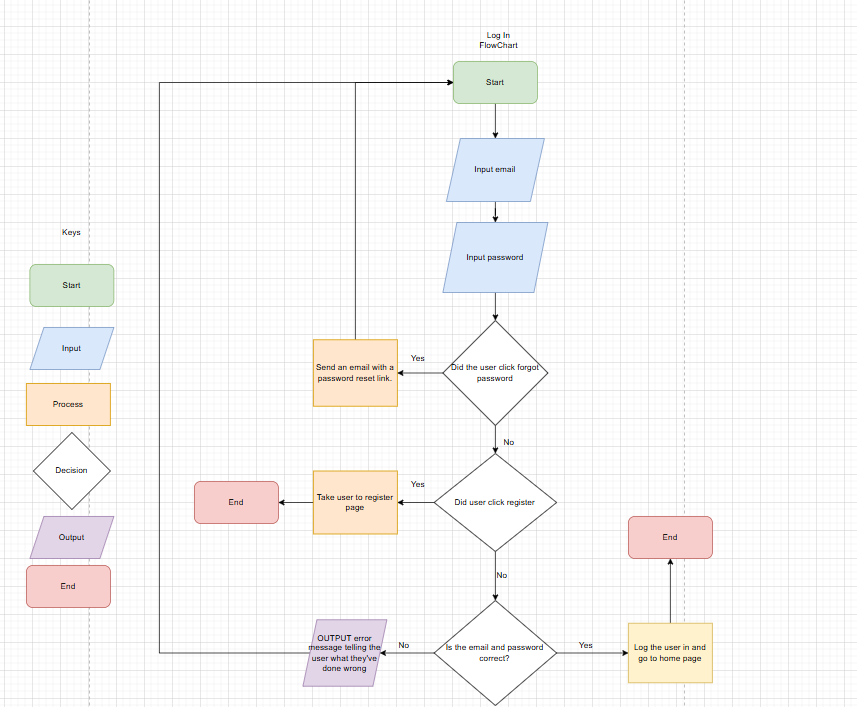 Log In
FlowChart
Start
Input email
Keys
Input password
Start
Input
Send an email with a
password reset link.
Yes
Did the user click forgot
password
Process
No
Decision
Yes
End
Take user to register
page
Did user click register
Output
End
No
End
OUTPUT error
message telling the
user what they've
done wrong
No
Is the email and password
correct?
Yes
Log the user in and
go to home page